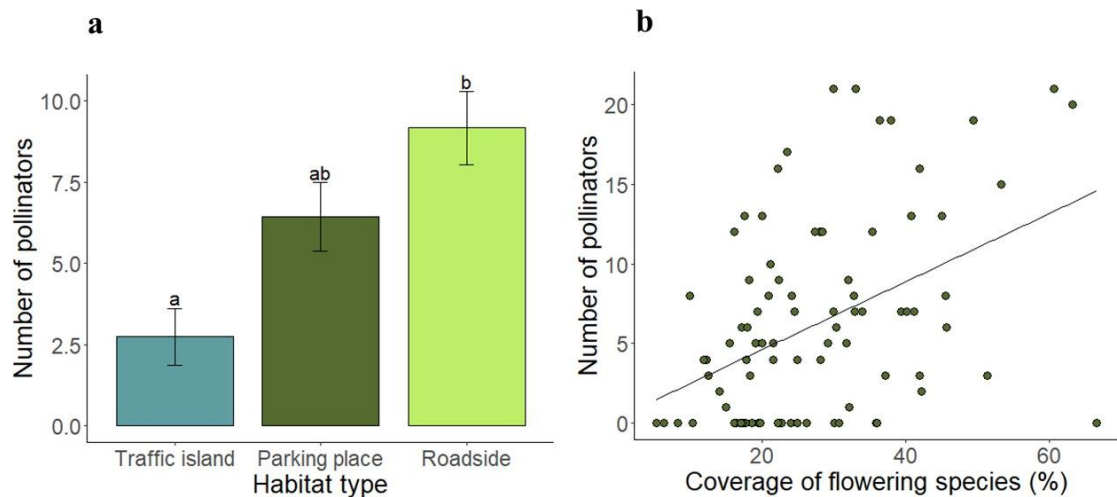 a
Number of pollinators
10.0
7.5
5.0
2.5
0.0
a
ab
b
Traffic island Parking place Roadside
Habitat type
b
Number of pollinators
20
15
10
5
0
20 40 60
Coverage of flowering species (%)